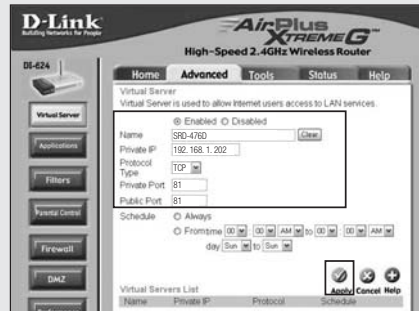 D-Link
Building Networks for People
AirPlus
XTREME G™
High-Speed 2.4GHz Wireless Router
DI-624
Home Advanced Tools Status Help
Virtual Server
Virtual Server is used to allow Internet users access to LAN services.
Enabled Disabled
Name SRD-476D Clear
Private IP 192.168.1.202
Protocol
Type TCP
Private Port 81
Public Port 81
Schedule Always
From time 00 : 00 AM to 00 : 00 AM
day Sun to Sun
Apply Cancel Help
Virtual Servers List
Name Private IP Protocol Schedule
Virtual Server
Applications
Filters
Parental Control
Firewall
DMZ